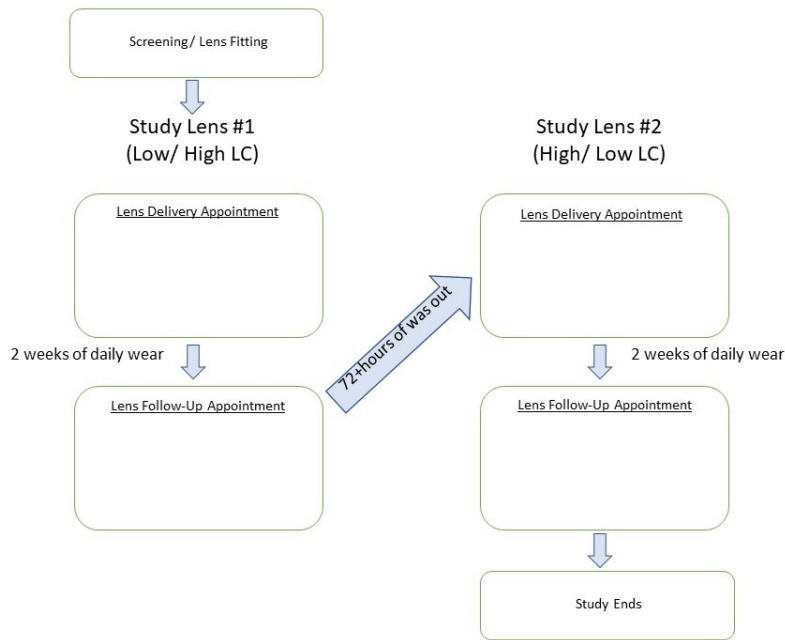 Screening/ Lens Fitting
Study Lens #1
(Low/ High LC)
Lens Delivery Appointment
2 weeks of daily wear
Lens Follow-Up Appointment
72+hours of was out
Study Lens #2
(High/ Low LC)
Lens Delivery Appointment
2 weeks of daily wear
Lens Follow-Up Appointment
Study Ends